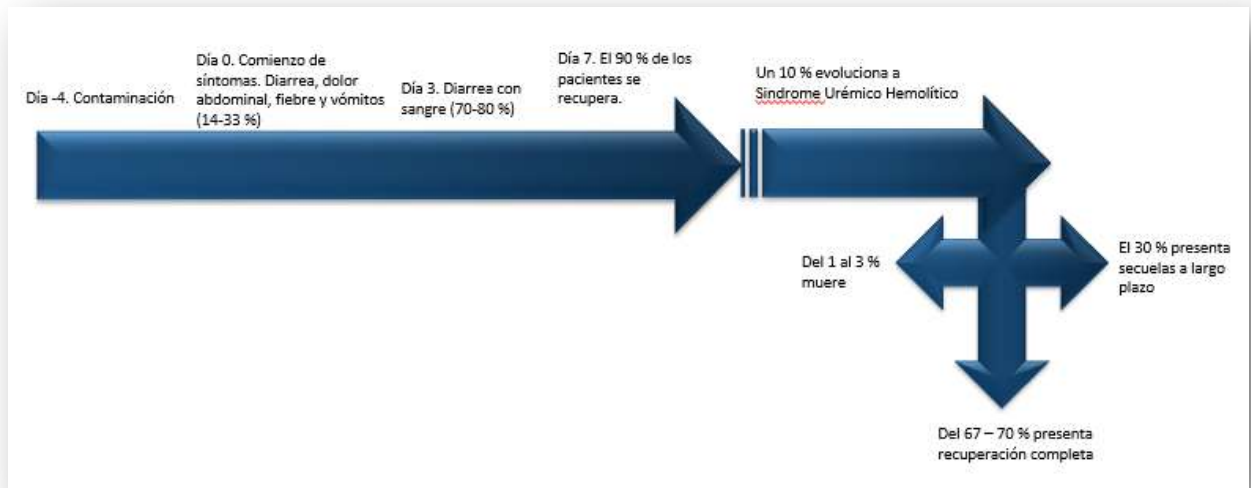 Día -4. Contaminación
Día 0. Comienzo de
síntomas. Diarrea, dolor
abdominal, fiebre y vómitos
(14-33 %)
Día 3. Diarrea con
sangre (70-80 %)
Día 7. El 90 % de los
pacientes se
recupera.
Un 10 % evoluciona a
Sindrome Urémico Hemolítico
Del 1 al 3 %
muere
El 30 % presenta
secuelas a largo
plazo
Del 67 – 70 % presenta
recuperación completa